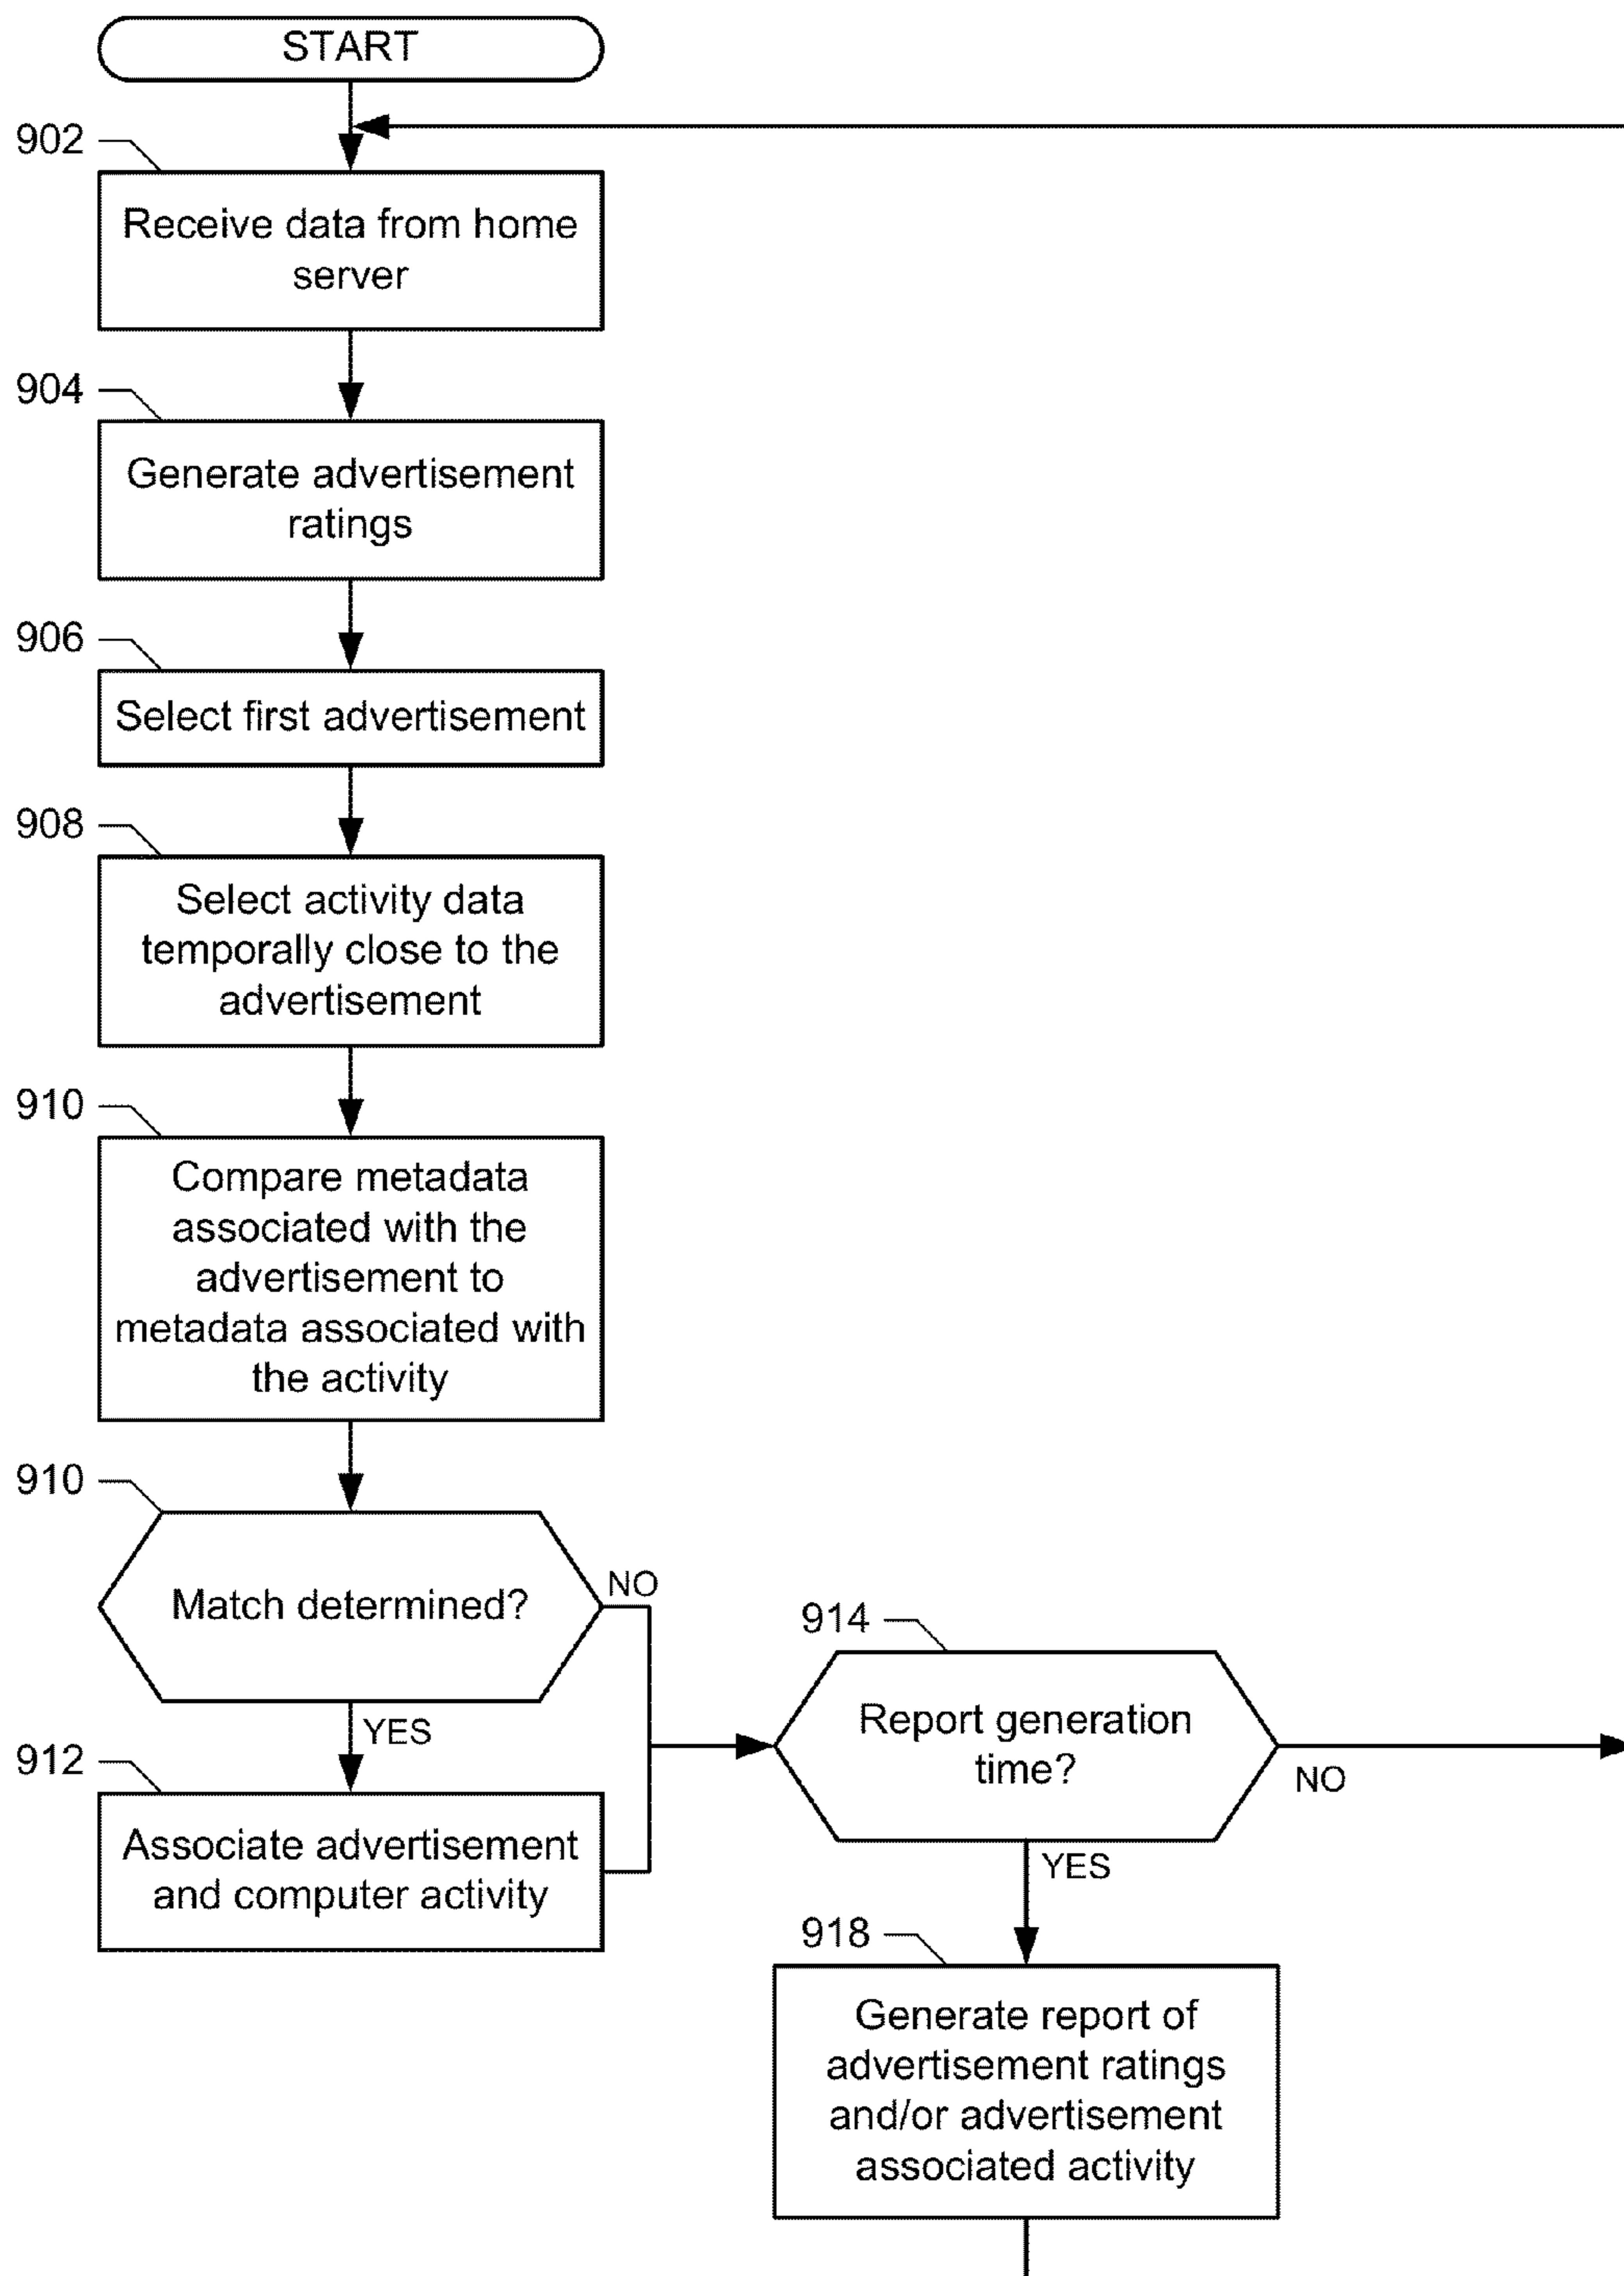 START
902
Receive data from home
server
904
Generate advertisement
ratings
906
Select first advertisement
908
Select activity data
temporally close to the
advertisement
910
Compare metadata
associated with the
advertisement to
metadata associated with
the activity
910
Match determined?
NO
YES
912
Associate advertisement
and computer activity
914
Report generation
time?
NO
YES
918
Generate report of
advertisement ratings
and/or advertisement
associated activity